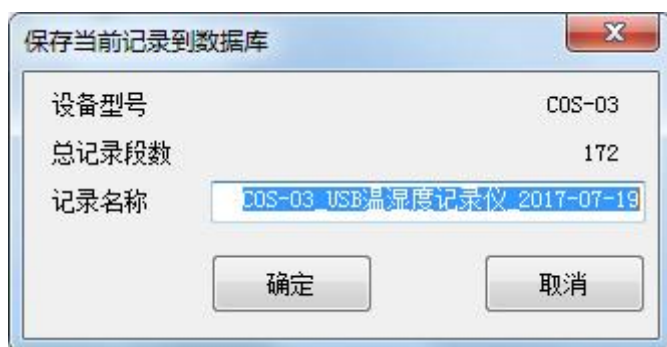 保存当前记录到数据库
设备型号 COS-03
总记录段数 172
记录名称 COS-03_USB温湿度记录仪_2017-07-19
确定 取消